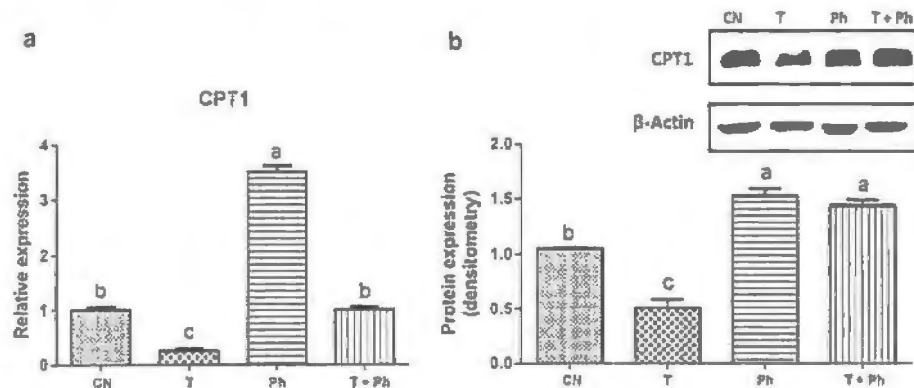 a
CPT1
Relative expression
4
3
2
1
0
a
b
c
b
CN T Ph T + Ph
b
CN T Ph T + Ph
CPT1
β-Actin
Protein expression
(densitometry)
2.0
1.5
1.0
0.5
0.0
b
c
a
a
CN T Ph T + Ph